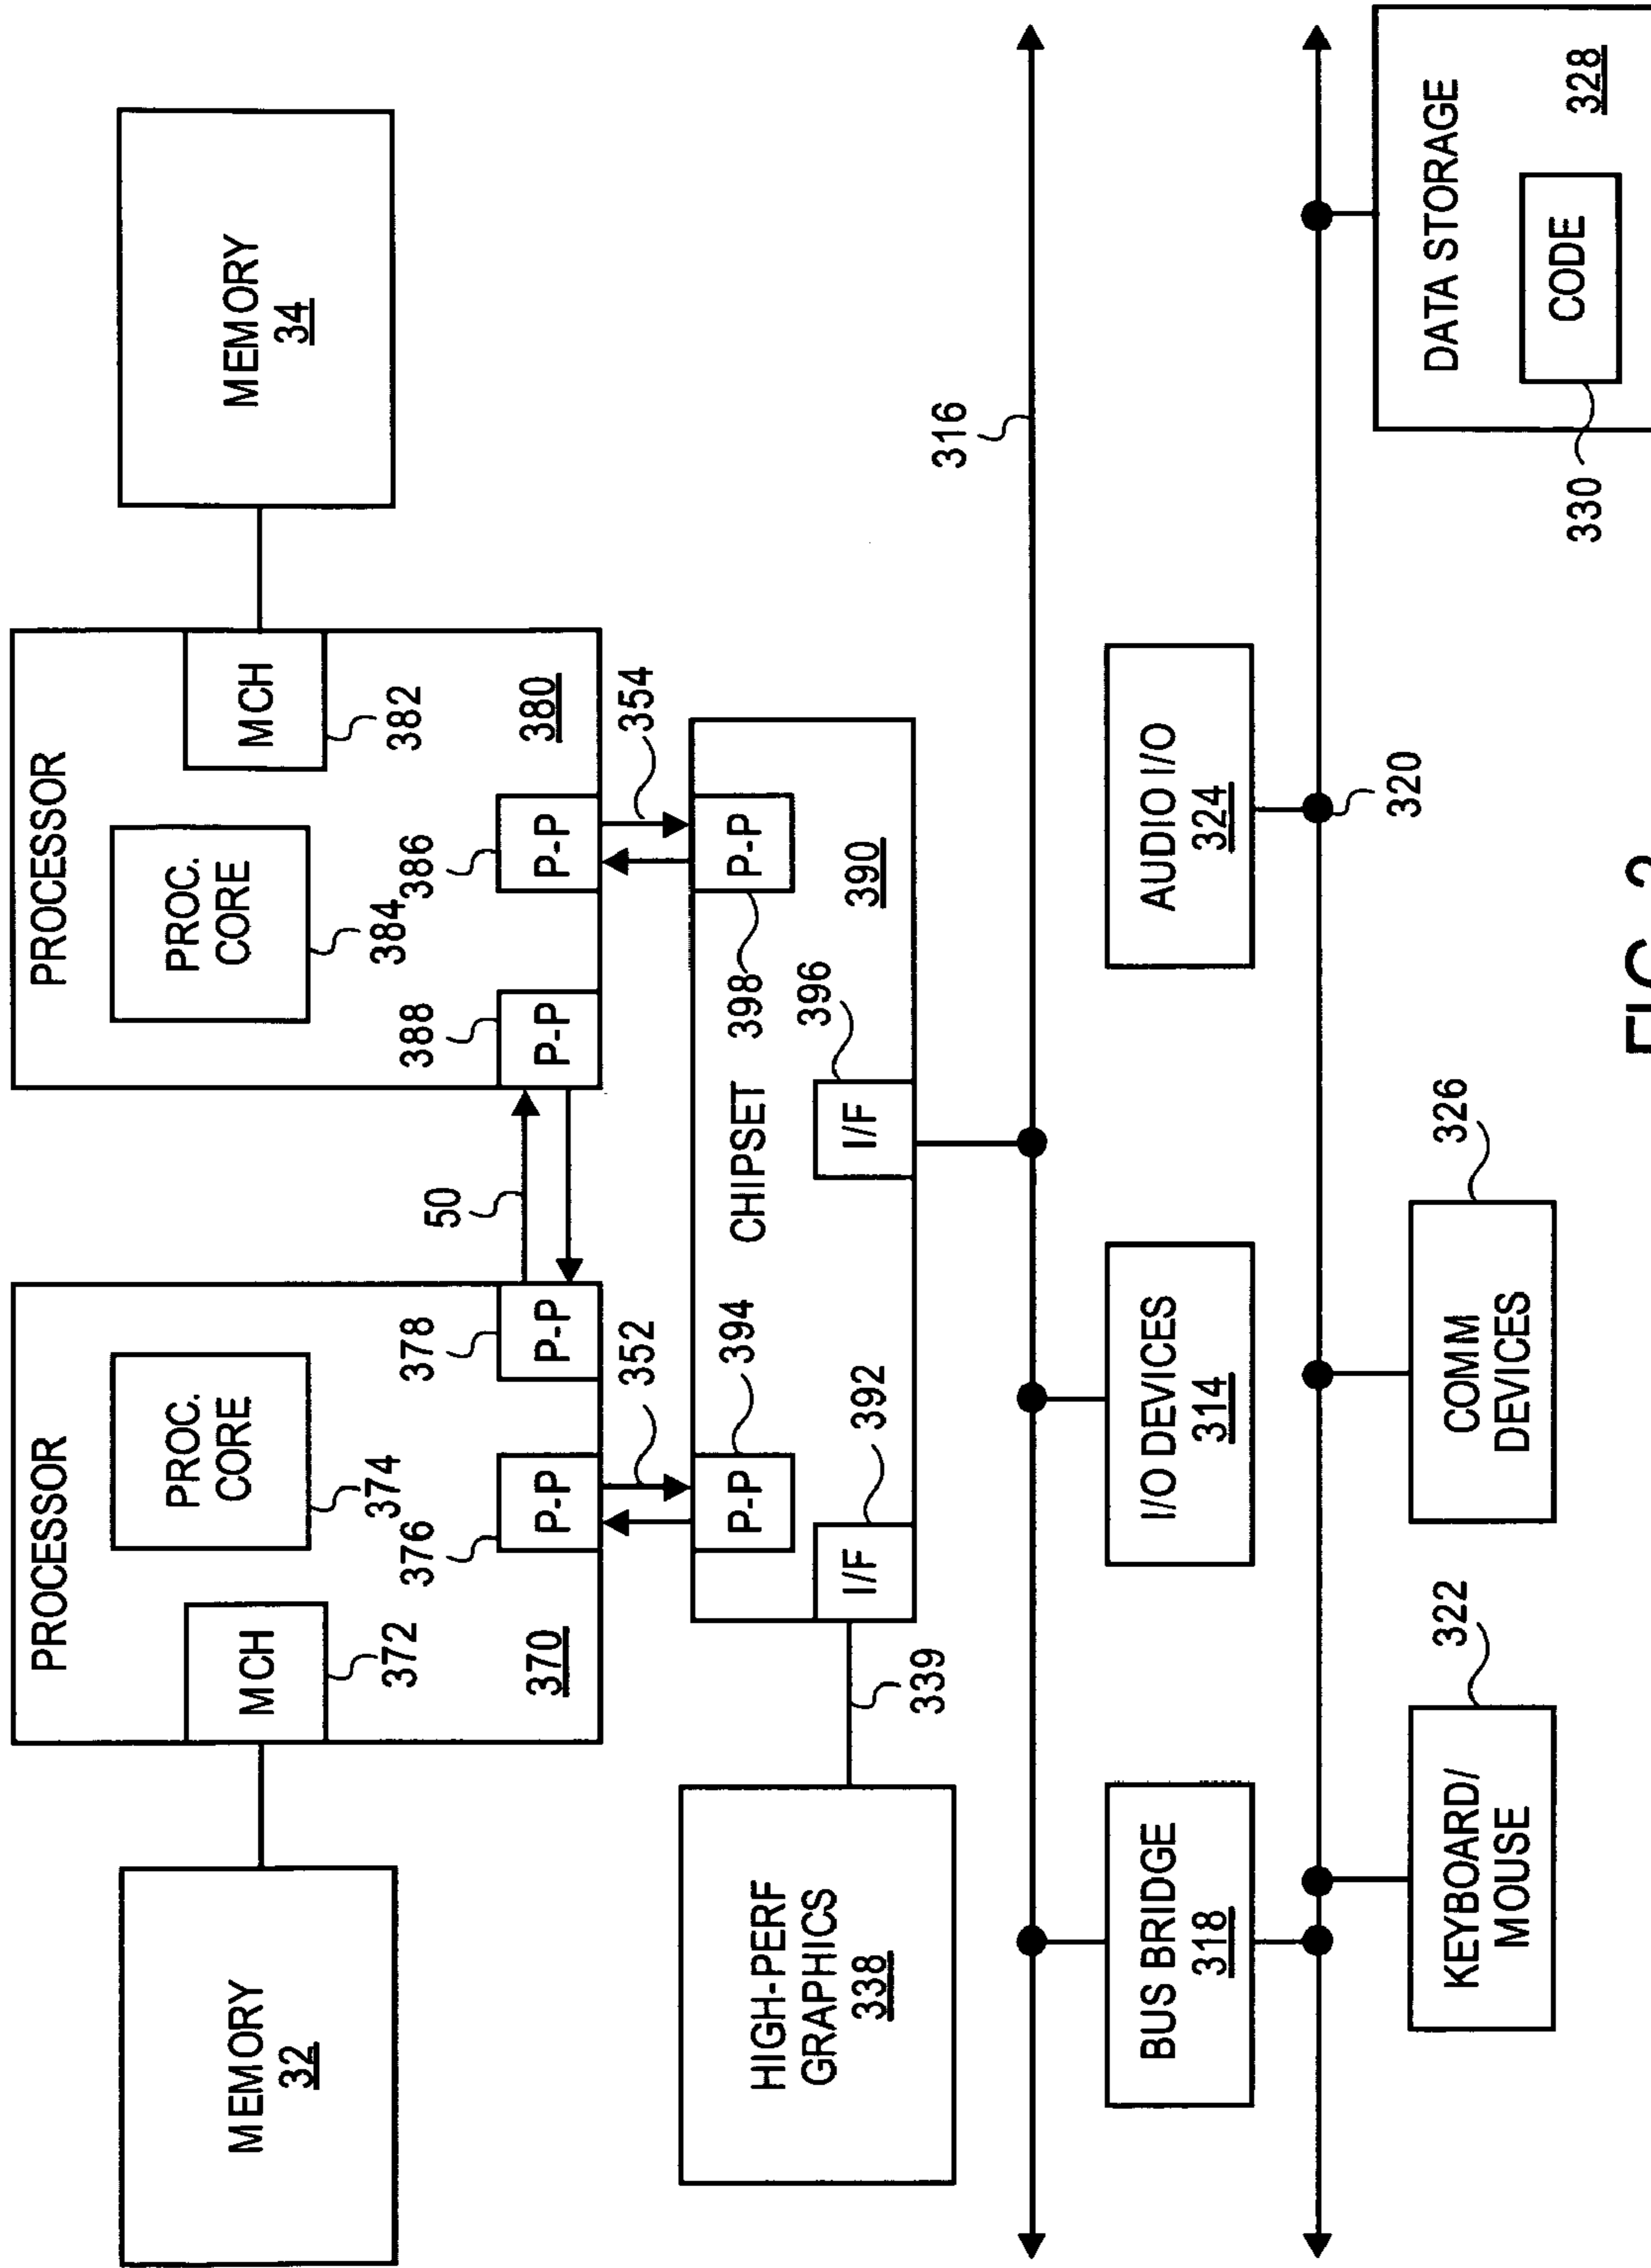 PROCESSOR
PROCESSOR
MEMORY
32
MCH
372
PROC.
CORE
374
PROC.
CORE
384
MCH
382
MEMORY
34
370
376
378
50
388
386
380
P-P
P-P
P-P
P-P
352
354
HIGH-PERF
GRAPHICS
338
339
P-P
394
CHIPSET
398
P-P
I/F
392
I/F
396
390
316
BUS BRIDGE
318
I/O DEVICES
314
AUDIO I/O
324
320
KEYBOARD/
MOUSE
322
COMM
DEVICES
326
DATA STORAGE
328
CODE
330
FIG.